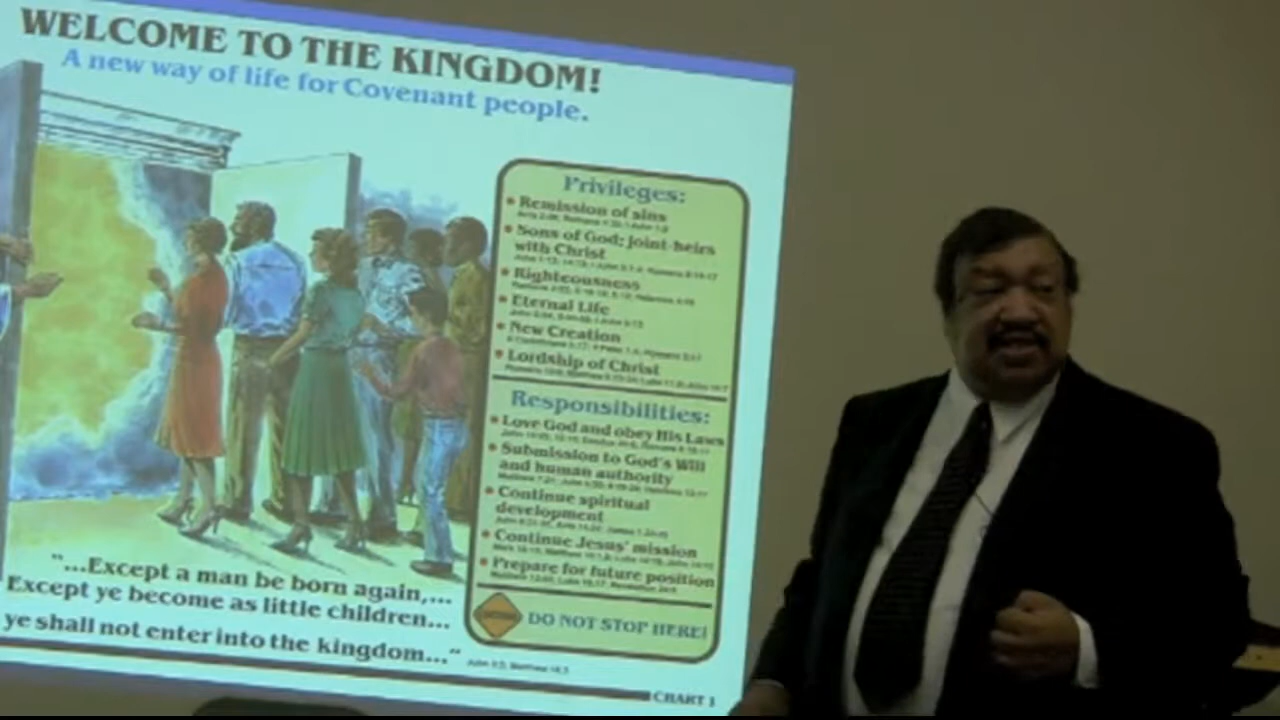 WELCOME TO THE KINGDOM!
A new way of life for Covenant people.
Privileges:
Remission of sins
Sons of God; joint-heirs
with Christ
Righteousness
Eternal Life
New Creation
Lordship of Christ
Responsibilities:
Love God and obey His Laws
Submission to God's Will
and human authority
Continue spiritual
development
Continue Jesus' mission
Prepare for future position
DO NOT STOP HERE!
"...Except a man be born again,...
Except ye become as little children...
ye shall not enter into the kingdom..."
CHART 1